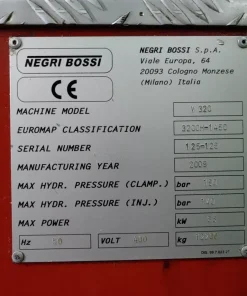 NEGRI BOSSI
NEGRI BOSSI S.p.A.
Viale Europa, 64
20093 Cologno Monzese
(Milano) Italia
CE
MACHINE MODEL V 320
EUROMAP CLASSIFICATION
SERIAL NUMBER 125-126
MANUFACTURING YEAR 2006
MAX HYDR. PRESSURE (CLAMP.) bar
MAX HYDR. PRESSURE (INJ.) bar
MAX POWER kW
Hz VOLT kg